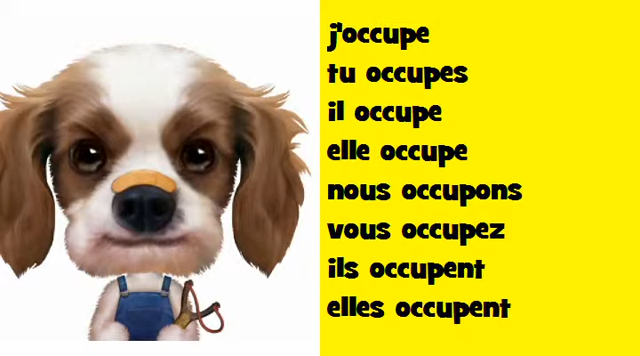 j'occupe
tu occupes
il occupe
elle occupe
nous occupons
vous occupez
ils occupent
elles occupent